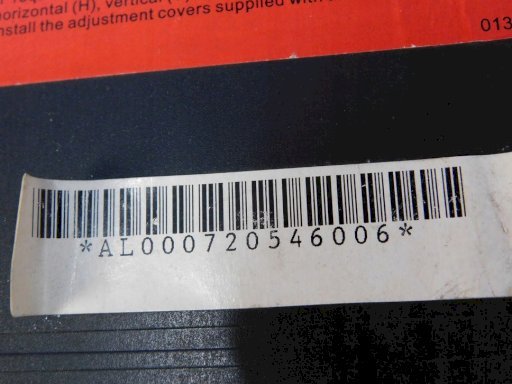 horizontal (H), vertical
install the adjustment covers supplied with
013
*AL000720546006*